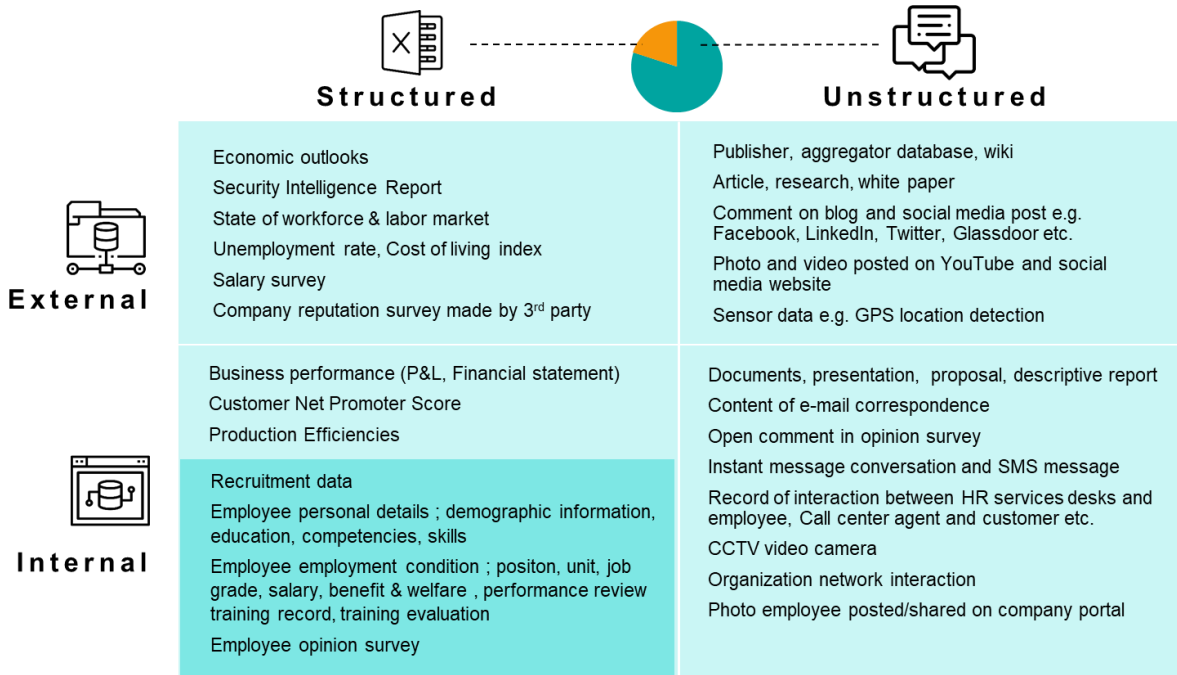 Structured
Unstructured
External
Economic outlooks
Security Intelligence Report
State of workforce & labor market
Unemployment rate, Cost of living index
Salary survey
Company reputation survey made by 3rd party
Publisher, aggregator database, wiki
Article, research, white paper
Comment on blog and social media post e.g.
Facebook, LinkedIn, Twitter, Glassdoor etc.
Photo and video posted on YouTube and social
media website
Sensor data e.g. GPS location detection
Internal
Business performance (P&L, Financial statement)
Customer Net Promoter Score
Production Efficiencies
Recruitment data
Employee personal details ; demographic information,
education, competencies, skills
Employee employment condition ; positon, unit, job
grade, salary, benefit & welfare , performance review
training record, training evaluation
Employee opinion survey
Documents, presentation, proposal, descriptive report
Content of e-mail correspondence
Open comment in opinion survey
Instant message conversation and SMS message
Record of interaction between HR services desks and
employee, Call center agent and customer etc.
CCTV video camera
Organization network interaction
Photo employee posted/shared on company portal